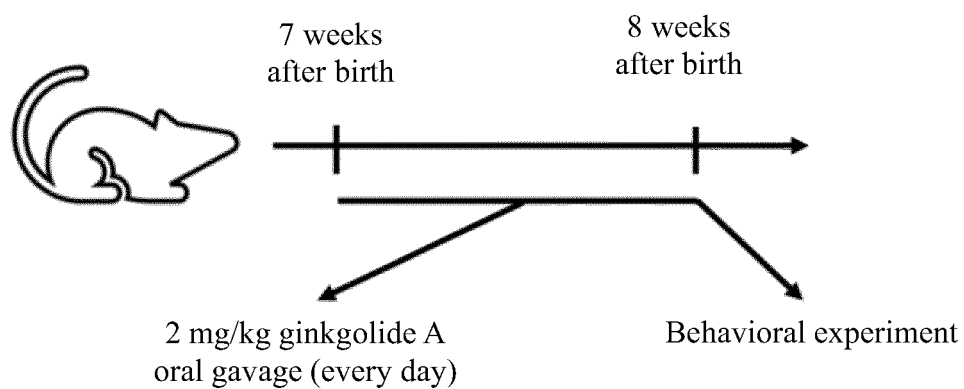 7 weeks
after birth
8 weeks
after birth
2 mg/kg ginkgolide A
oral gavage (every day)
Behavioral experiment